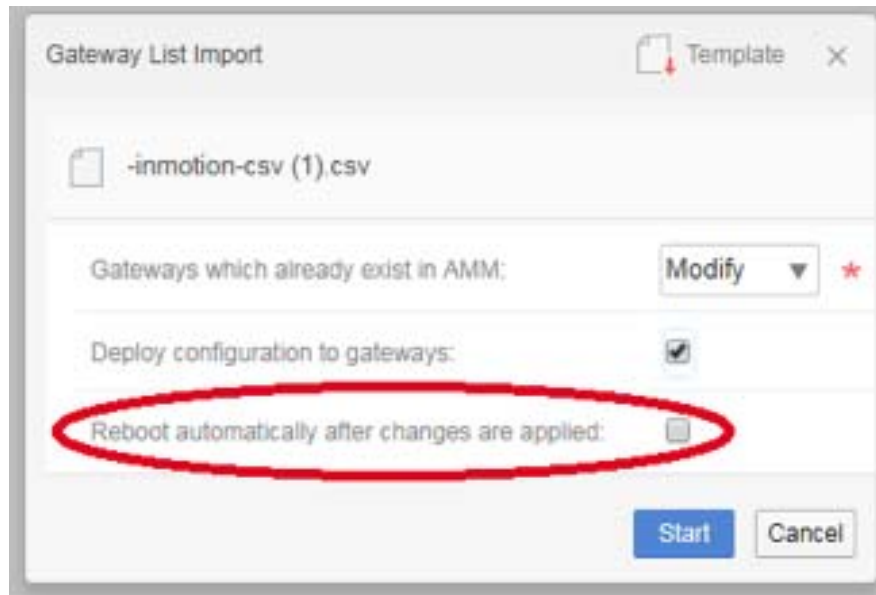 Gateway List Import Template
-inmotion-csv (1).csv
Gateways which already exist in AMM: Modify *
Deploy configuration to gateways:
Reboot automatically after changes are applied:
Start Cancel